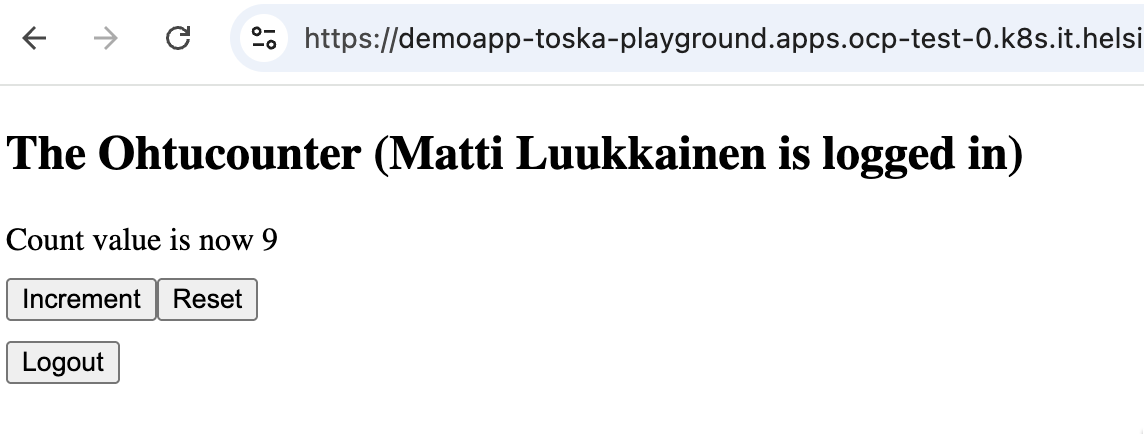 https://demoapp-toska-playground.apps.ocp-test-0.k8s.it.helsi
The Ohtucounter (Matti Luukkainen is logged in)
Count value is now 9
Increment Reset
Logout